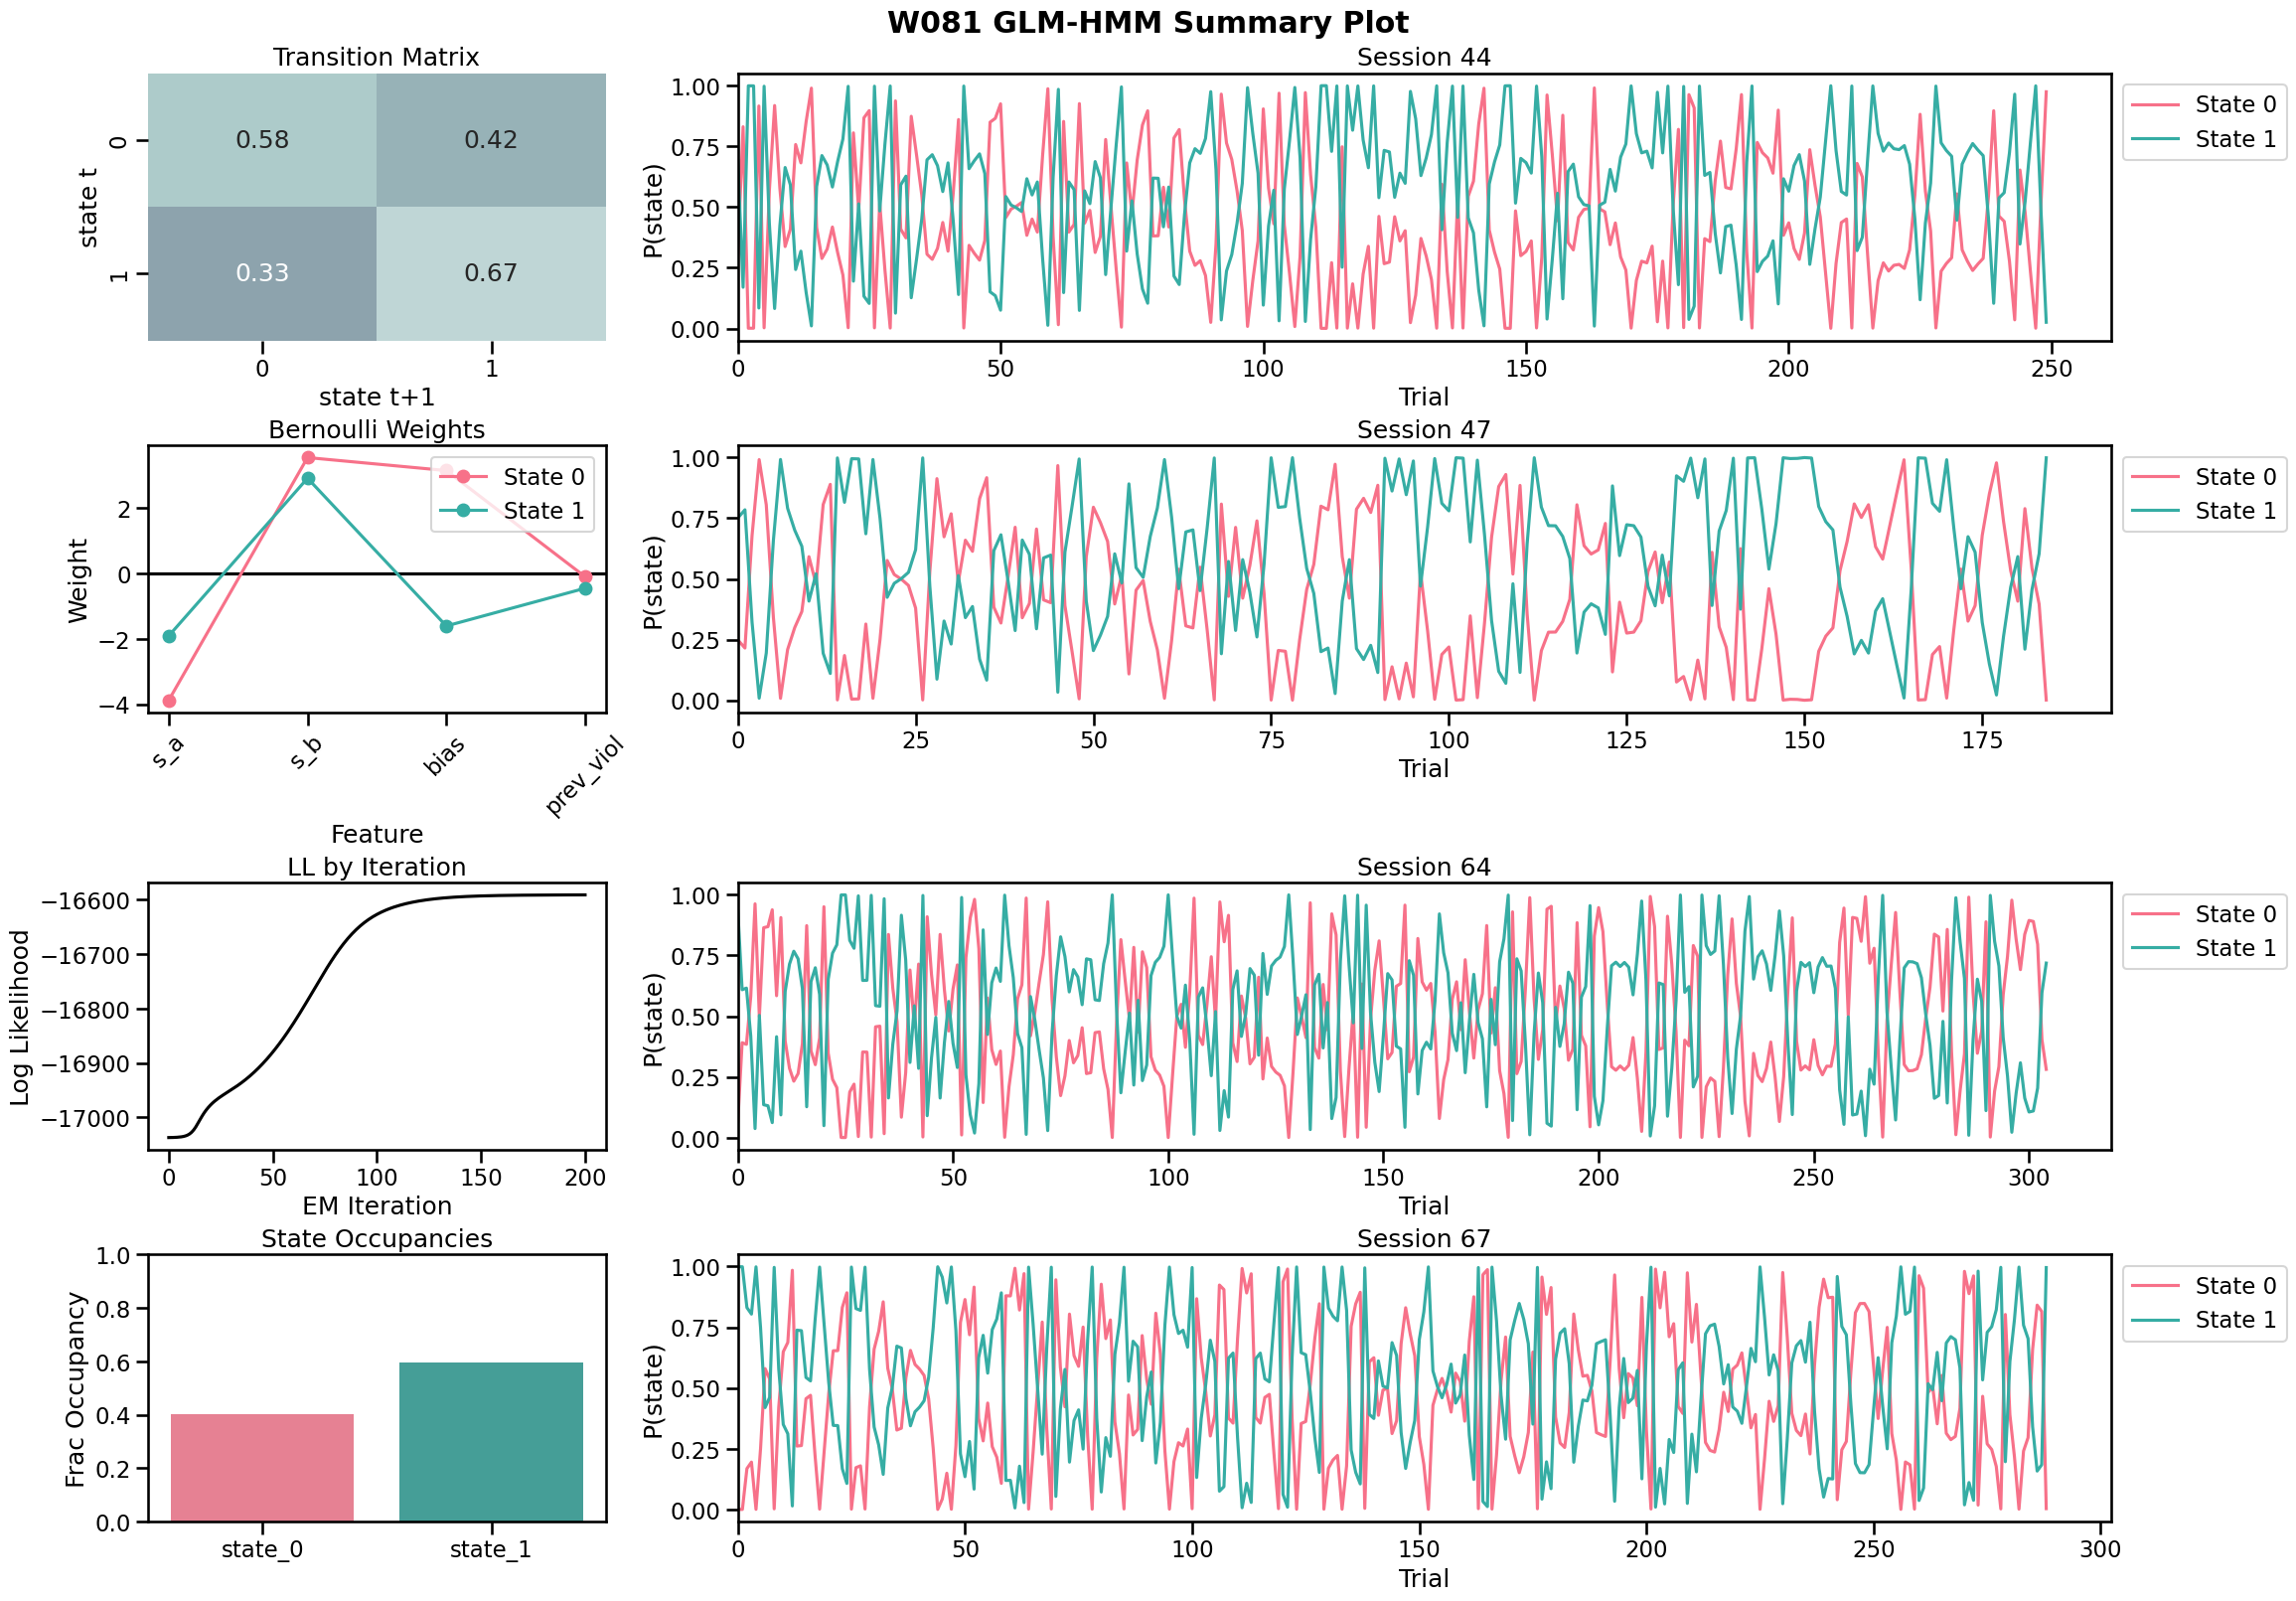 W081 GLM-HMM Summary Plot
Transition Matrix
0.58 0.42
0.33 0.67
0
1
state t
0 1
state t+1
Session 44
1.00
0.75
0.50
0.25
0.00
P(state)
0 50 100 150 200 250
Trial
State 0
State 1
Bernoulli Weights
2
0
−2
−4
Weight
State 0
State 1
s_a s_b bias prev_viol
Feature
Session 47
1.00
0.75
0.50
0.25
0.00
P(state)
0 25 50 75 100 125 150 175
Trial
State 0
State 1
LL by Iteration
−16600
−16700
−16800
−16900
−17000
Log Likelihood
0 50 100 150 200
EM Iteration
Session 64
1.00
0.75
0.50
0.25
0.00
P(state)
0 50 100 150 200 250 300
Trial
State 0
State 1
State Occupancies
1.0
0.8
0.6
0.4
0.2
0.0
Frac Occupancy
state_0 state_1
Session 67
1.00
0.75
0.50
0.25
0.00
P(state)
0 50 100 150 200 250 300
Trial
State 0
State 1